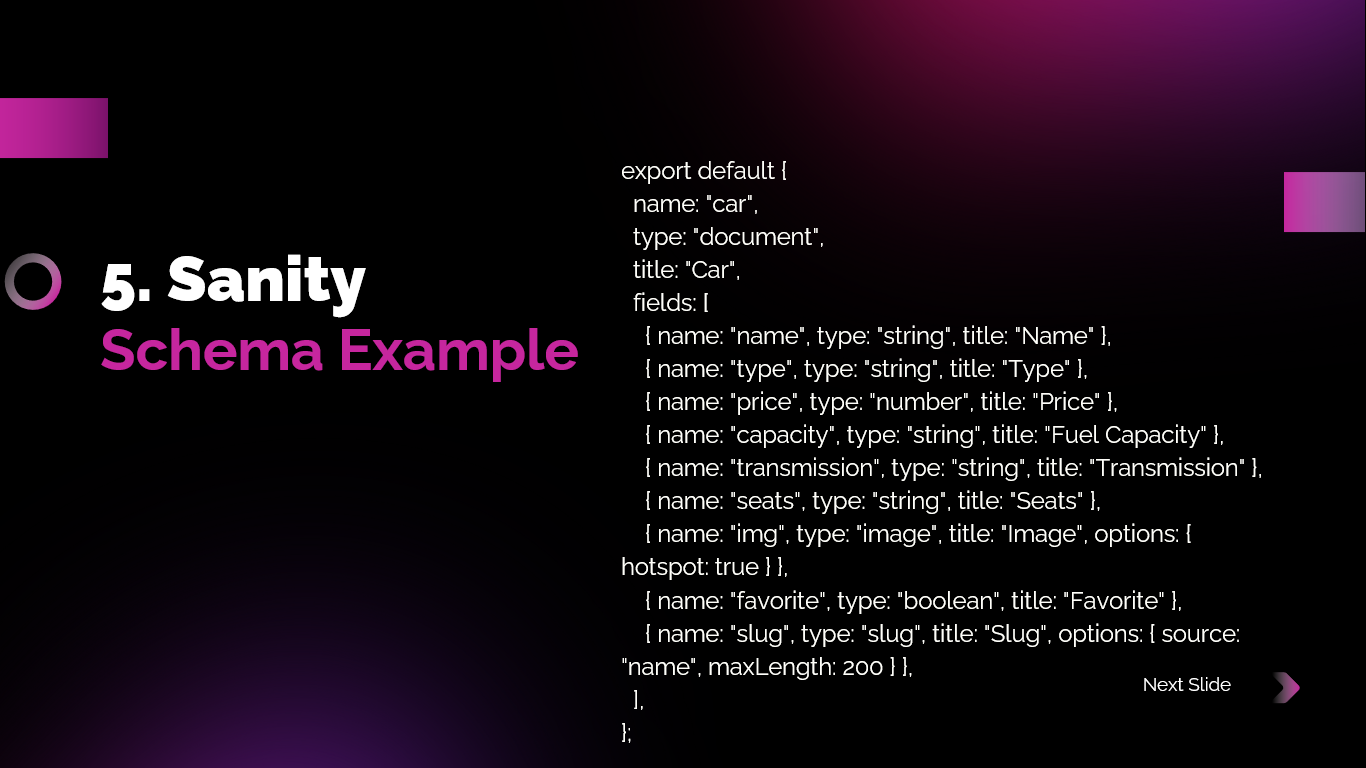 5. Sanity
Schema Example
export default {
  name: "car",
  type: "document",
  title: "Car",
  fields: [
    { name: "name", type: "string", title: "Name" },
    { name: "type", type: "string", title: "Type" },
    { name: "price", type: "number", title: "Price" },
    { name: "capacity", type: "string", title: "Fuel Capacity" },
    { name: "transmission", type: "string", title: "Transmission" },
    { name: "seats", type: "string", title: "Seats" },
    { name: "img", type: "image", title: "Image", options: {
hotspot: true } },
    { name: "favorite", type: "boolean", title: "Favorite" },
    { name: "slug", type: "slug", title: "Slug", options: { source:
"name", maxLength: 200 } },
  ],
};
Next Slide